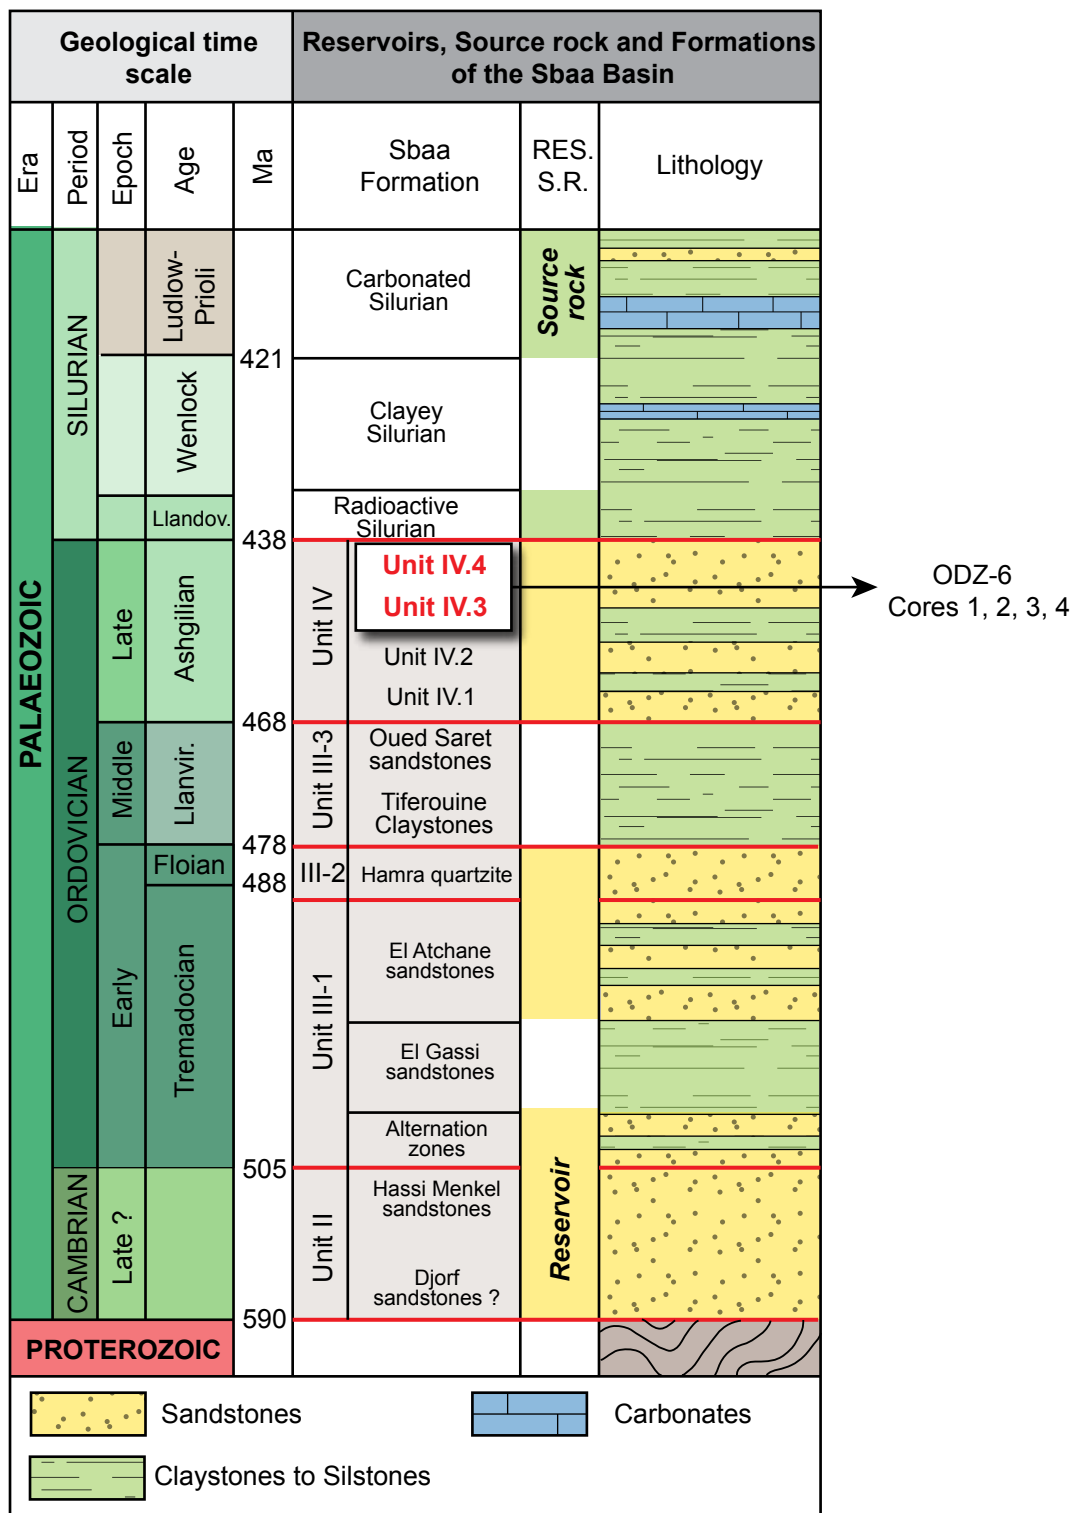 Geological time
scale
Reservoirs, Source rock and Formations
of the Sbaa Basin
Era
Period
Epoch
Age
Ma
Sbaa
Formation
RES.
S.R.
Lithology
PALAEOZOIC
SILURIAN
Ludlow-
Prioli
Carbonated
Silurian
Source
rock
421
Wenlock
Clayey
Silurian
Llandov.
Radioactive
Silurian
438
ORDOVICIAN
Late
Ashgilian
Unit IV
Unit IV.4
Unit IV.3
ODZ-6
Cores 1, 2, 3, 4
Unit IV.2
Unit IV.1
468
Middle
Llanvir.
Unit III-3
Oued Saret
sandstones
Tiferouine
Claystones
478
Early
Floian
488
III-2
Hamra quartzite
Tremadocian
Unit III-1
El Atchane
sandstones
El Gassi
sandstones
Alternation
zones
505
CAMBRIAN
Late ?
Unit II
Hassi Menkel
sandstones
Djorf
sandstones ?
Reservoir
590
PROTEROZOIC
Sandstones
Carbonates
Claystones to Silstones